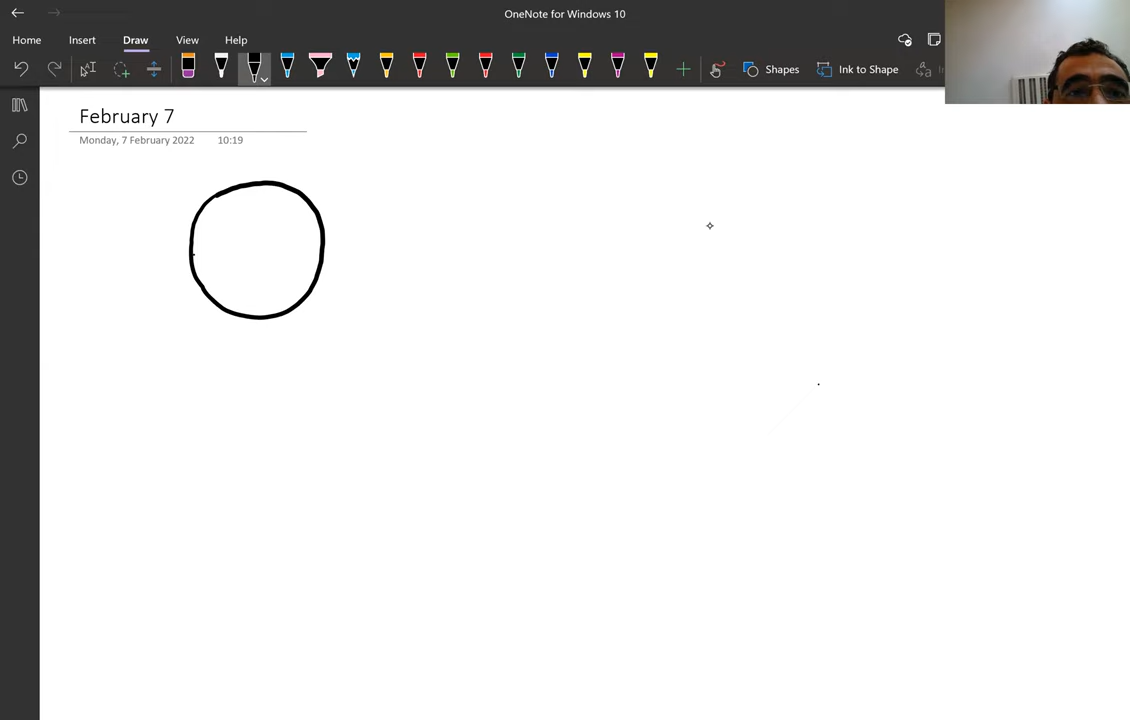 OneNote for Windows 10
Home Insert Draw View Help
Shapes Ink to Shape
February 7
Monday, 7 February 2022 10:19